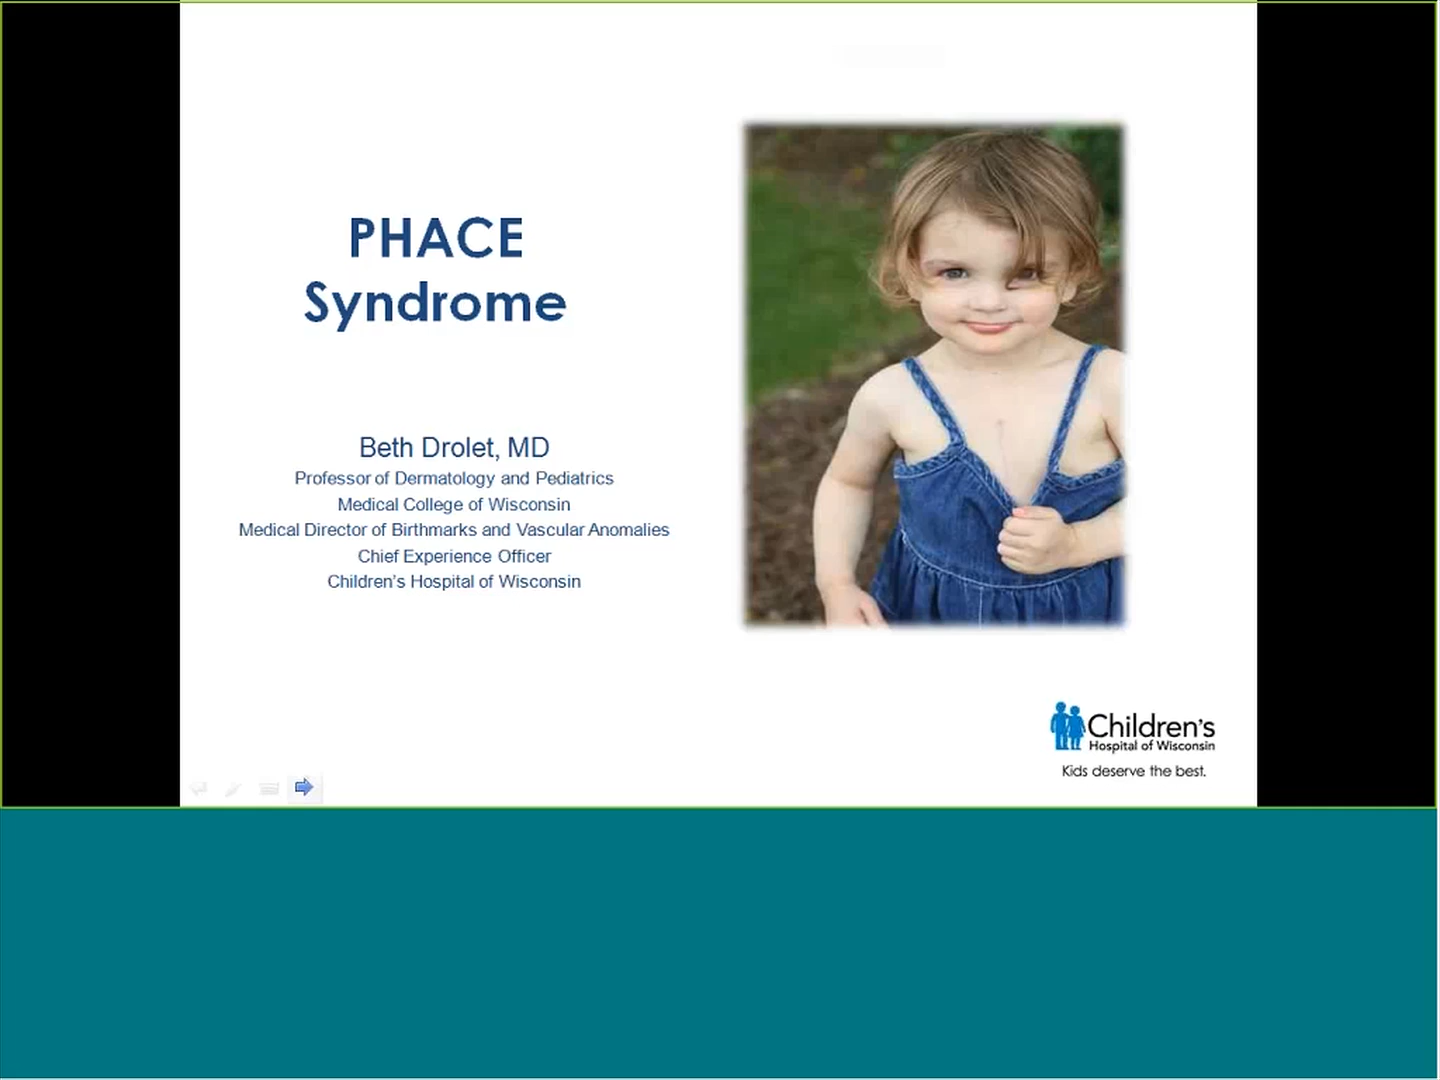 PHACE
Syndrome
Beth Drolet, MD
Professor of Dermatology and Pediatrics
Medical College of Wisconsin
Medical Director of Birthmarks and Vascular Anomalies
Chief Experience Officer
Children's Hospital of Wisconsin
Children's
Hospital of Wisconsin
Kids deserve the best.